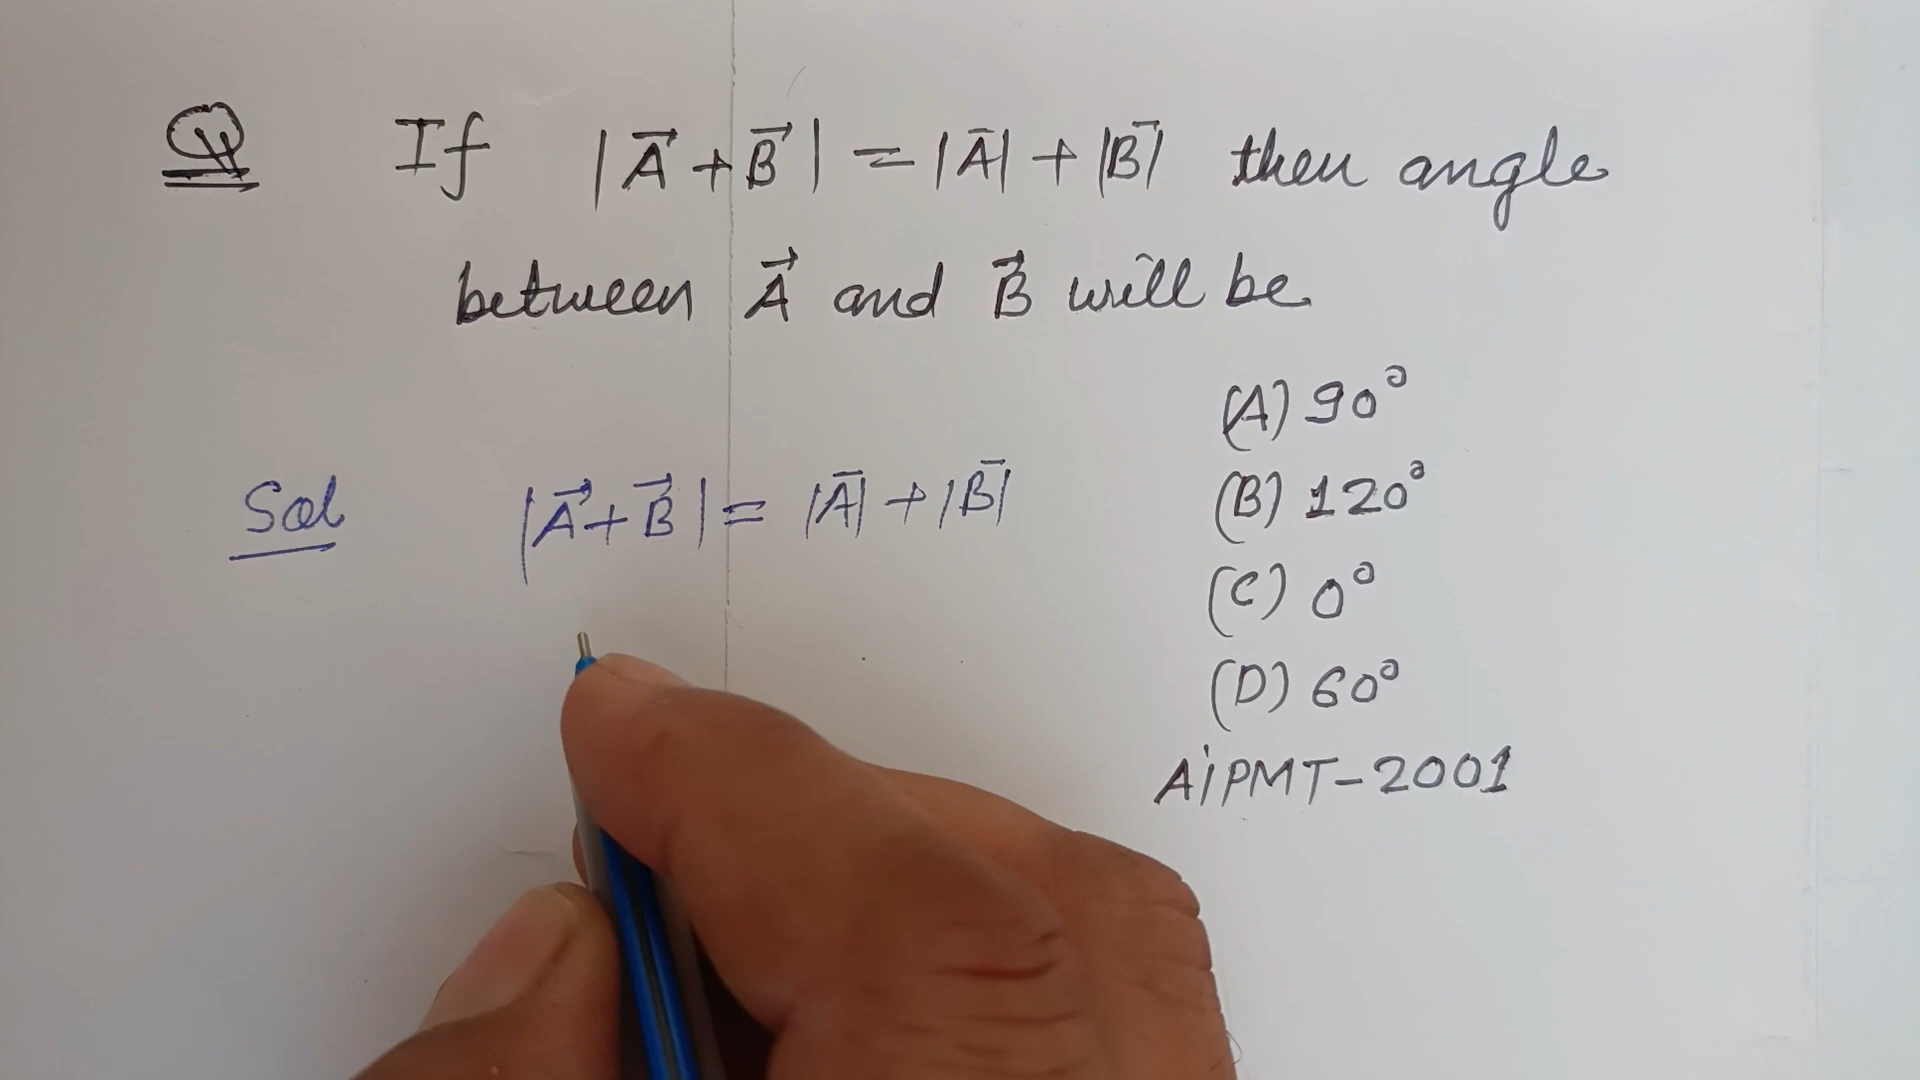 Q If |A⃗ + B⃗| = |Ā| + |B̄| then angle
between A⃗ and B⃗ will be
(A) 90°
(B) 120°
(C) 0°
(D) 60°
AiPMT-2001
Sol |A⃗ + B⃗| = |Ā| + |B̄|